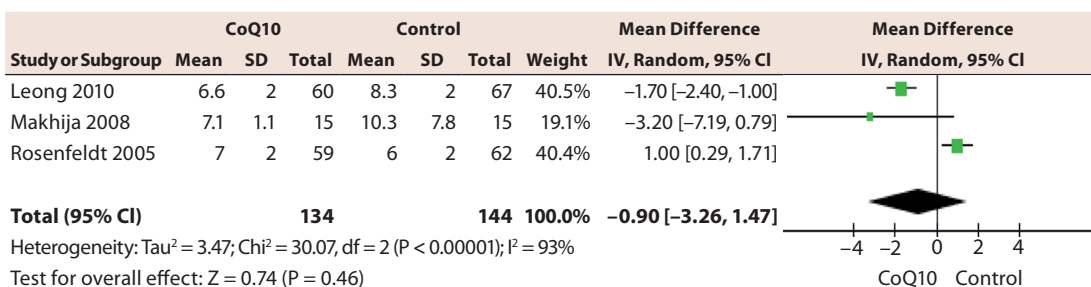 CoQ10 Control Mean Difference Mean Difference
Study or Subgroup Mean SD Total Mean SD Total Weight IV, Random, 95% Cl IV, Random, 95% Cl
Leong 2010 6.6 2 60 8.3 2 67 40.5% −1.70 [−2.40, −1.00]
Makhija 2008 7.1 1.1 15 10.3 7.8 15 19.1% −3.20 [−7.19, 0.79]
Rosenfeldt 2005 7 2 59 6 2 62 40.4% 1.00 [0.29, 1.71]
Total (95% Cl) 134 144 100.0% −0.90 [−3.26, 1.47]
Heterogeneity: Tau² = 3.47; Chi² = 30.07, df = 2 (P < 0.00001); I² = 93%
−4 −2 0 2 4
Test for overall effect: Z = 0.74 (P = 0.46) CoQ10 Control